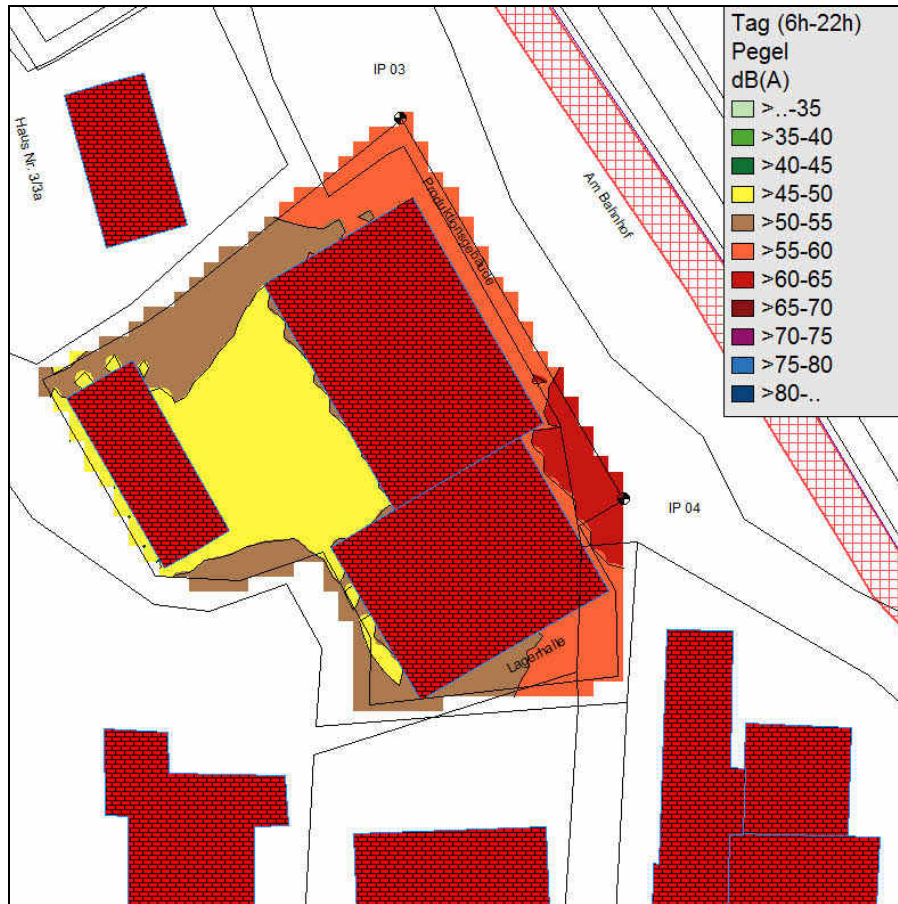 IP 03
Haus Nr. 3/3a
Produktionsgebäude
Am Bahnhof
IP 04
Lagerhalle
Tag (6h-22h)
Pegel
dB(A)
>..-35
>35-40
>40-45
>45-50
>50-55
>55-60
>60-65
>65-70
>70-75
>75-80
>80-..